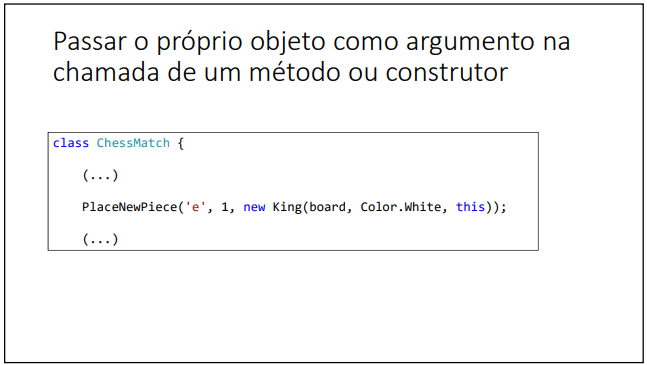 Passar o próprio objeto como argumento na
chamada de um método ou construtor
class ChessMatch {
(...)
PlaceNewPiece('e', 1, new King(board, Color.White, this));
(...)